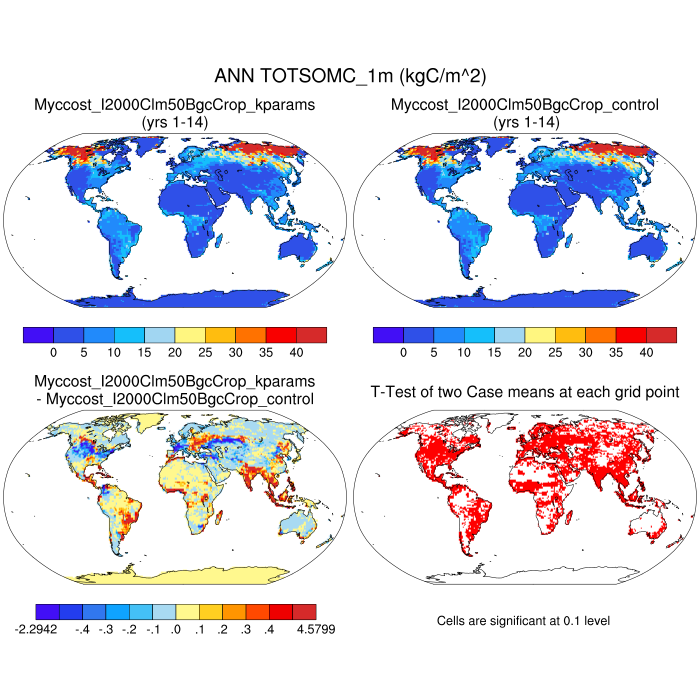 ANN TOTSOMC_1m (kgC/m^2)
Myccost_I2000Clm50BgcCrop_kparams
(yrs 1-14)
Myccost_I2000Clm50BgcCrop_control
(yrs 1-14)
0 5 10 15 20 25 30 35 40
0 5 10 15 20 25 30 35 40
Myccost_I2000Clm50BgcCrop_kparams
- Myccost_I2000Clm50BgcCrop_control
T-Test of two Case means at each grid point
-2.2942 -.4 -.3 -.2 -.1 .0 .1 .2 .3 .4 4.5799
Cells are significant at 0.1 level